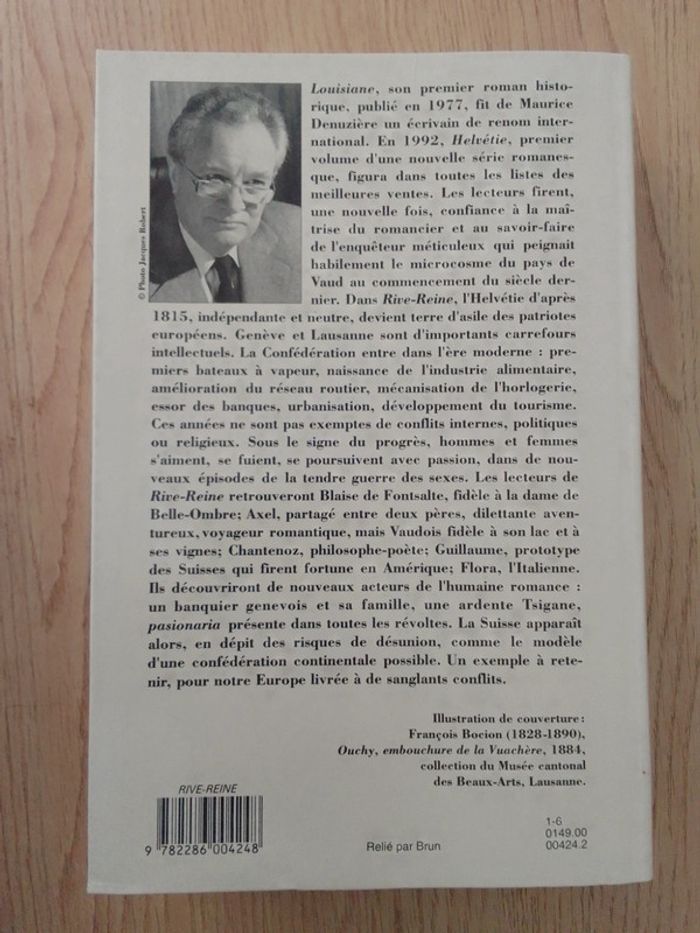 Louisiane, son premier roman histo-
rique, publié en 1977, fit de Maurice
Denuzière un écrivain de renom inter-
national. En 1992, Helvétie, premier
volume d'une nouvelle série romanes-
que, figura dans toutes les listes des
meilleures ventes. Les lecteurs firent,
une nouvelle fois, confiance à la maî-
trise du romancier et au savoir-faire
de l'enquêteur méticuleux qui peignait
habilement le microcosme du pays de
Vaud au commencement du siècle der-
nier. Dans Rive-Reine, l'Helvétie d'après
1815, indépendante et neutre, devient terre d'asile des patriotes
européens. Genève et Lausanne sont d'importants carrefours
intellectuels. La Confédération entre dans l'ère moderne : pre-
miers bateaux à vapeur, naissance de l'industrie alimentaire,
amélioration du réseau routier, mécanisation de l'horlogerie,
essor des banques, urbanisation, développement du tourisme.
Ces années ne sont pas exemptes de conflits internes, politiques
ou religieux. Sous le signe du progrès, hommes et femmes
s'aiment, se fuient, se poursuivent avec passion, dans de nou-
veaux épisodes de la tendre guerre des sexes. Les lecteurs de
Rive-Reine retrouveront Blaise de Fontsalte, fidèle à la dame de
Belle-Ombre; Axel, partagé entre deux pères, dilettante aven-
tureux, voyageur romantique, mais Vaudois fidèle à son lac et à
ses vignes; Chantenoz, philosophe-poète; Guillaume, prototype
des Suisses qui firent fortune en Amérique; Flora, l'Italienne.
Ils découvriront de nouveaux acteurs de l'humaine romance :
un banquier genevois et sa famille, une ardente Tsigane,
pasionaria présente dans toutes les révoltes. La Suisse apparaît
alors, en dépit des risques de désunion, comme le modèle
d'une confédération continentale possible. Un exemple à rete-
nir, pour notre Europe livrée à de sanglants conflits.
© Photo Jacques Robert
Illustration de couverture :
François Bocion (1828-1890),
Ouchy, embouchure de la Vuachère, 1884,
collection du Musée cantonal
des Beaux-Arts, Lausanne.
RIVE-REINE
9 782286 004248
Relié par Brun
1-6
0149.00
00424.2